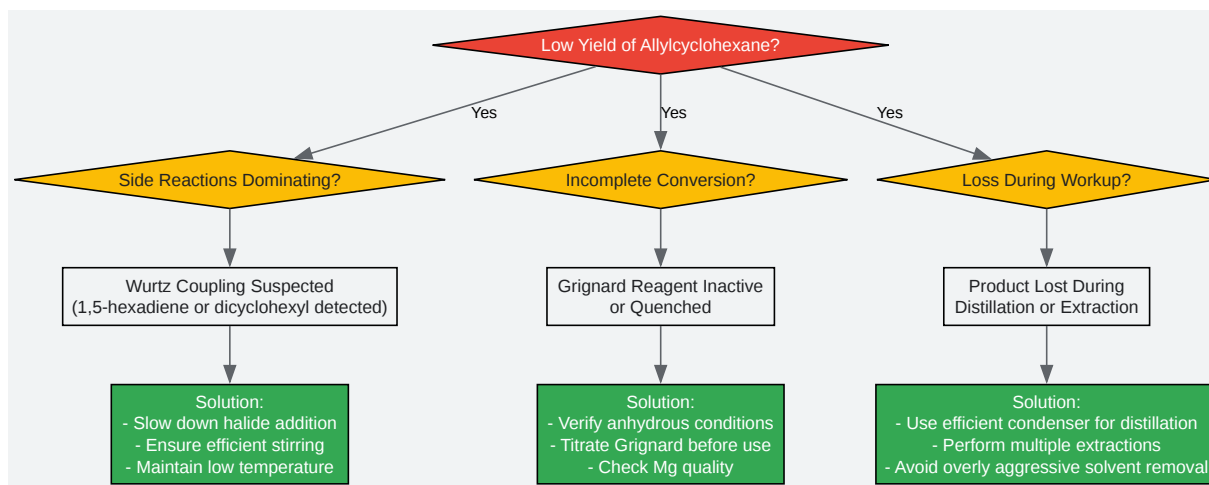 Low Yield of Allylcyclohexane?
Yes
Yes
Yes
Side Reactions Dominating?
Incomplete Conversion?
Loss During Workup?
Wurtz Coupling Suspected
(1,5-hexadiene or dicyclohexyl detected)
Grignard Reagent Inactive
or Quenched
Product Lost During
Distillation or Extraction
Solution:
- Slow down halide addition
- Ensure efficient stirring
- Maintain low temperature
Solution:
- Verify anhydrous conditions
- Titrate Grignard before use
- Check Mg quality
Solution:
- Use efficient condenser for distillation
- Perform multiple extractions
- Avoid overly aggressive solvent removal